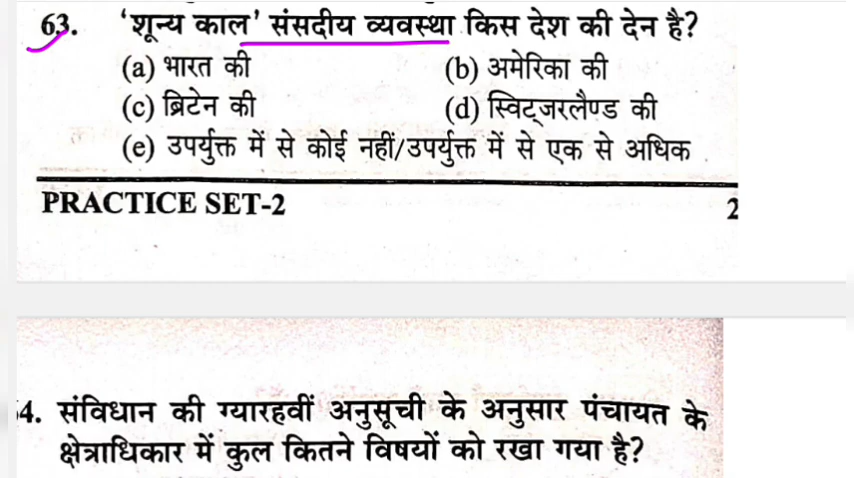 63. ‘शून्य काल’ संसदीय व्यवस्था किस देश की देन है?
(a) भारत की (b) अमेरिका की
(c) ब्रिटेन की (d) स्विट्जरलैण्ड की
(e) उपर्युक्त में से कोई नहीं/उपर्युक्त में से एक से अधिक
PRACTICE SET-2 2
4. संविधान की ग्यारहवीं अनुसूची के अनुसार पंचायत के
क्षेत्राधिकार में कुल कितने विषयों को रखा गया है?